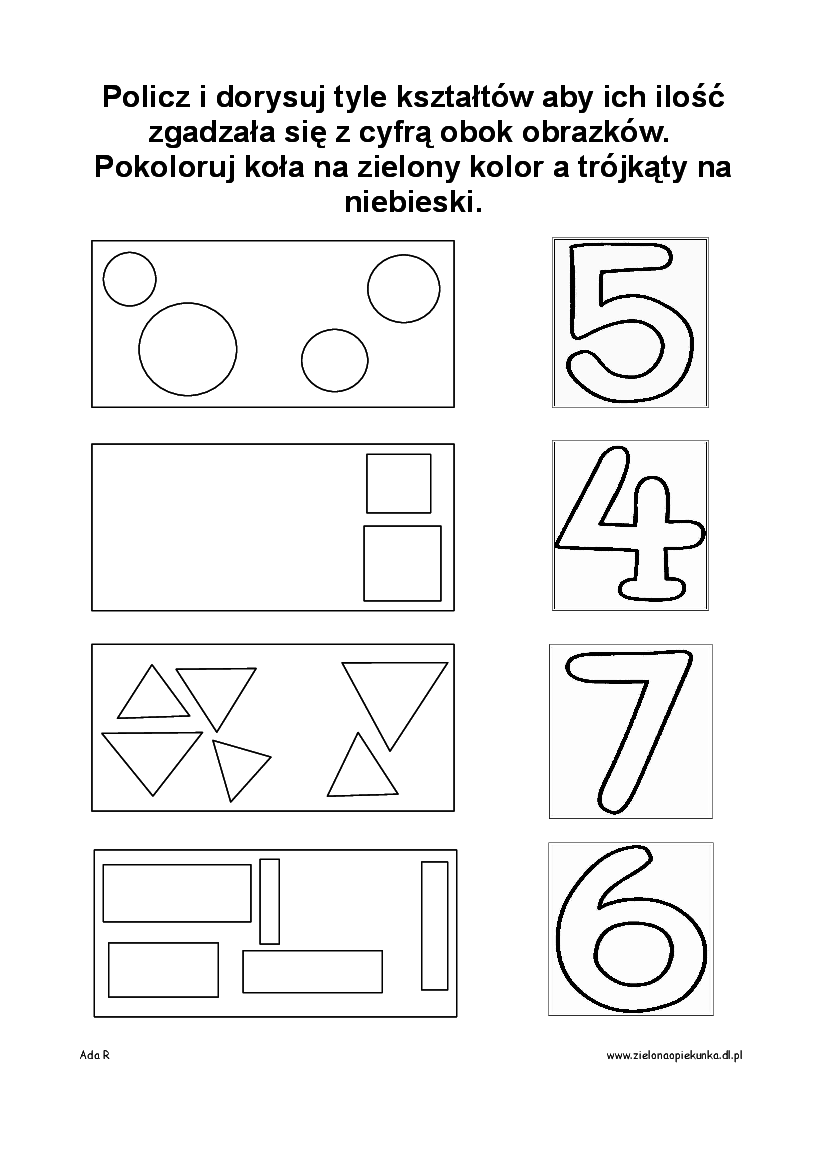 Policz i dorysuj tyle kształtów aby ich ilość
zgadzała się z cyfrą obok obrazków.
Pokoloruj koła na zielony kolor a trójkąty na
niebieski.
5
4
7
6
Ada R
www.zielonaopiekunka.dl.pl